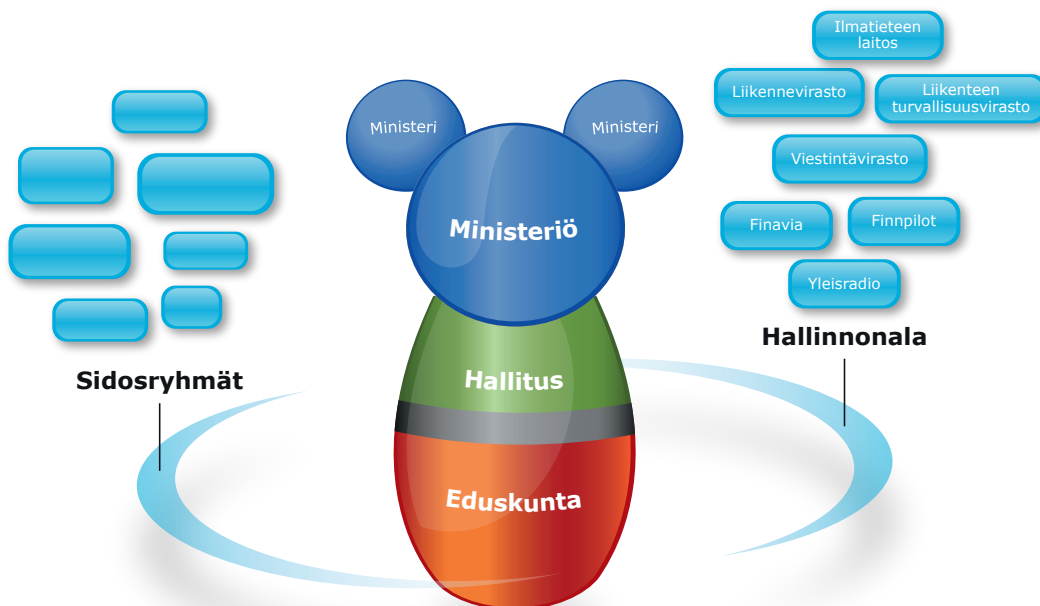 Ilmatieteen
laitos
Liikennevirasto
Liikenteen
turvallisuusvirasto
Viestintävirasto
Finavia
Finnpilot
Yleisradio
Hallinnonala
Ministeri
Ministeri
Ministeriö
Hallitus
Eduskunta
Sidosryhmät